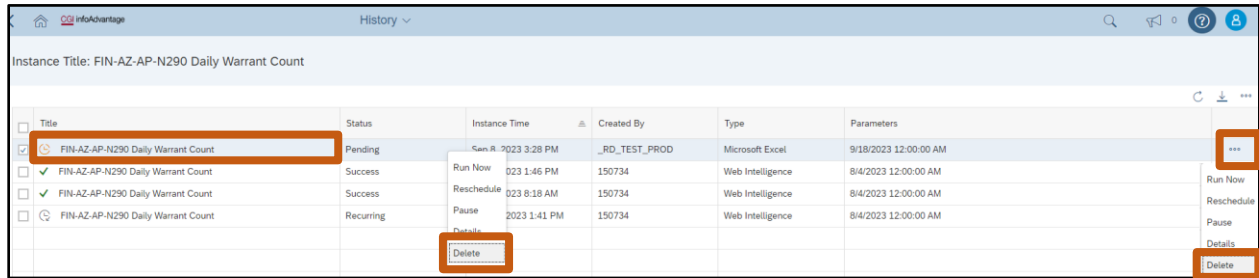 CGI infoAdvantage History 0
Instance Title: FIN-AZ-AP-N290 Daily Warrant Count
Title Status Instance Time Created By Type Parameters
FIN-AZ-AP-N290 Daily Warrant Count Pending Sep 8, 2023 3:28 PM _RD_TEST_PROD Microsoft Excel 9/18/2023 12:00:00 AM
FIN-AZ-AP-N290 Daily Warrant Count Success 2023 1:46 PM 150734 Web Intelligence 8/4/2023 12:00:00 AM
FIN-AZ-AP-N290 Daily Warrant Count Success 023 8:18 AM 150734 Web Intelligence 8/4/2023 12:00:00 AM
FIN-AZ-AP-N290 Daily Warrant Count Recurring 2023 1:41 PM 150734 Web Intelligence 8/4/2023 12:00:00 AM
Run Now
Reschedule
Pause
Details
Delete
Run Now
Reschedule
Pause
Details
Delete